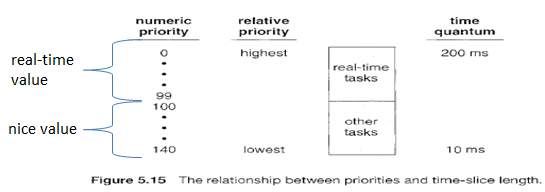 numeric priority relative priority time quantum
real-time value
0 highest 200 ms
real-time tasks
99
100
nice value
other tasks
140 lowest 10 ms
Figure 5.15 The relationship between priorities and time-slice length.